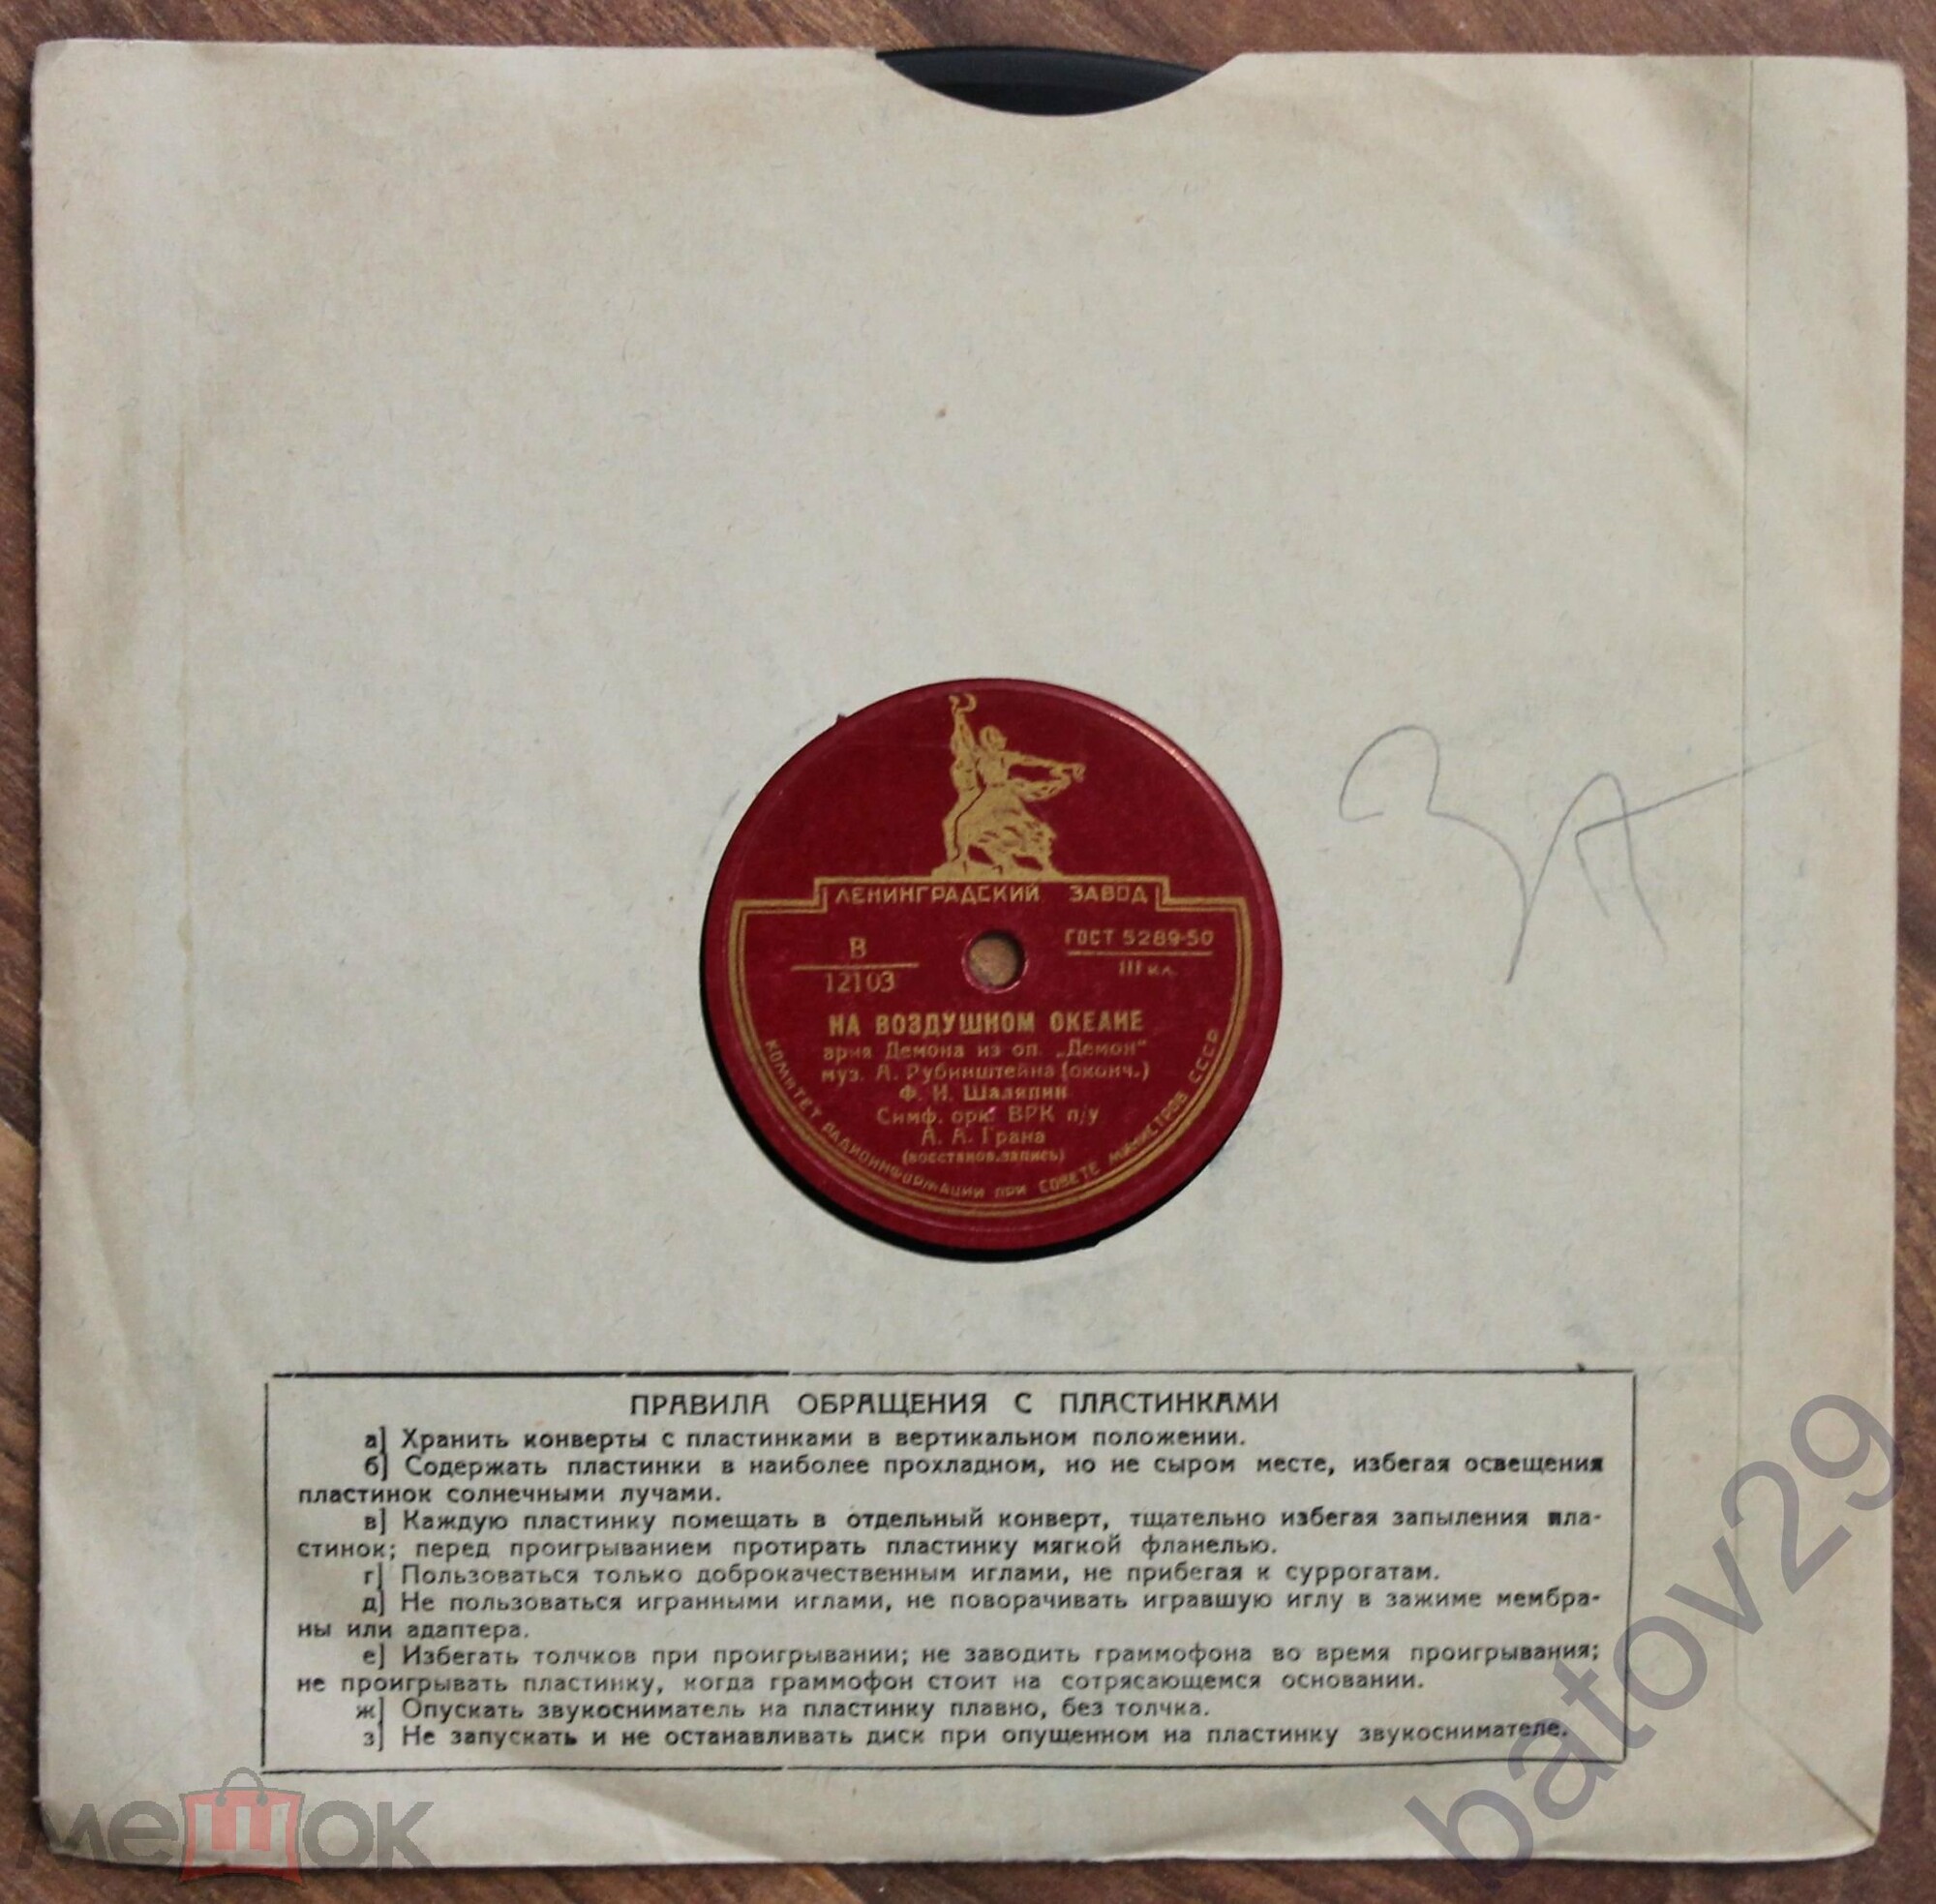 ЛЕНИНГРАДСКИЙ ЗАВОД
В
12103
ГОСТ 5289-50
III кл.
НА ВОЗДУШНОМ ОКЕАНЕ
ария Демона из оп. „Демон“
муз. А. Рубинштейна (оконч.)
Ф. И. Шаляпин
Симф. орк. ВРК п/у
А. А. Грана
(восстанов.запись)
КОМИТЕТ РАДИОИНФОРМАЦИИ ПРИ СОВЕТЕ МИНИСТРОВ СССР
ПРАВИЛА ОБРАЩЕНИЯ С ПЛАСТИНКАМИ
а] Хранить конверты с пластинками в вертикальном положении.
б] Содержать пластинки в наиболее прохладном, но не сыром месте, избегая освещения
пластинок солнечными лучами.
в] Каждую пластинку помещать в отдельный конверт, тщательно избегая запыления пла-
стинок; перед проигрыванием протирать пластинку мягкой фланелью.
г] Пользоваться только доброкачественным иглами, не прибегая к суррогатам.
д] Не пользоваться игранными иглами, не поворачивать игравшую иглу в зажиме мембра-
ны или адаптера.
е] Избегать толчков при проигрывании; не заводить граммофона во время проигрывания;
не проигрывать пластинку, когда граммофон стоит на сотрясающемся основании.
ж] Опускать звукосниматель на пластинку плавно, без толчка.
з] Не запускать и не останавливать диск при опущенном на пластинку звукоснимателе.
мешок
batov29